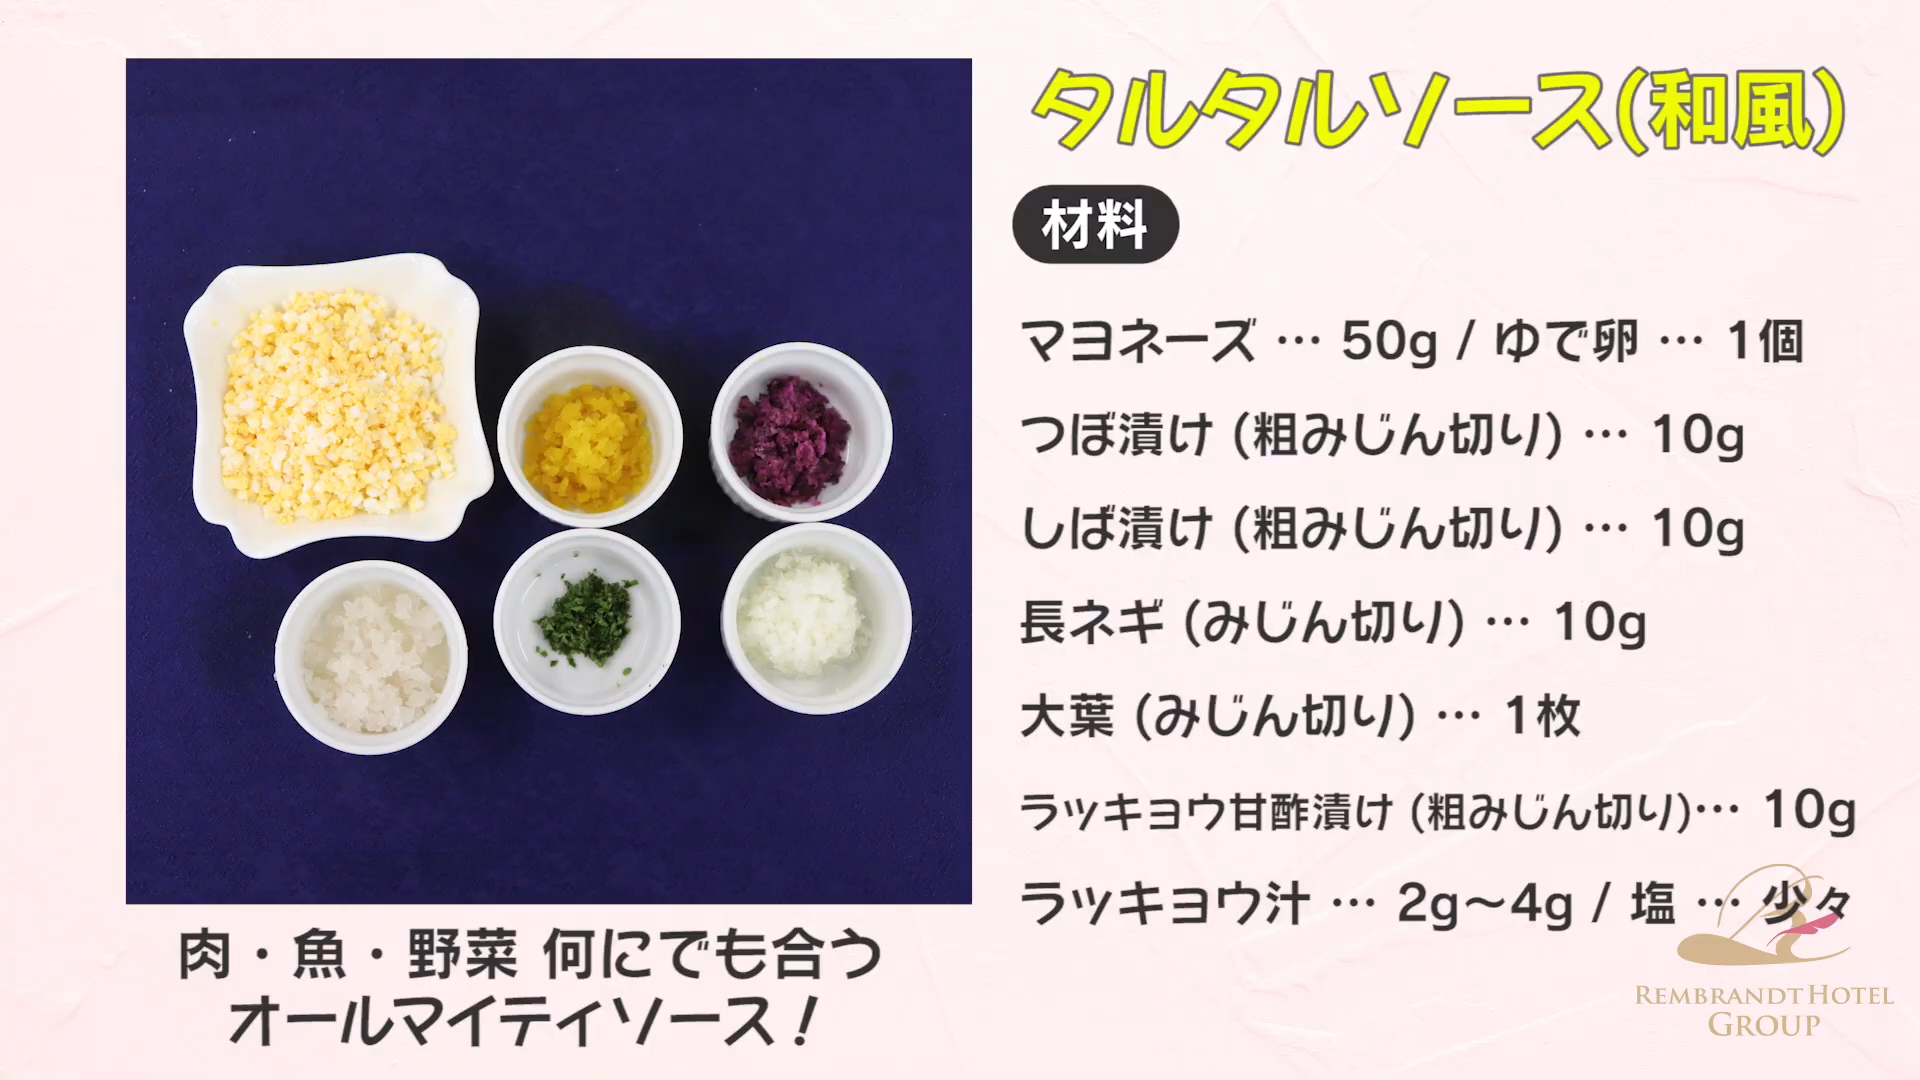 タルタルソース(和風)
材料
マヨネーズ … 50g / ゆで卵 … 1個
つぼ漬け (粗みじん切り) … 10g
しば漬け (粗みじん切り) … 10g
長ネギ (みじん切り) … 10g
大葉 (みじん切り) … 1枚
ラッキョウ甘酢漬け (粗みじん切り)… 10g
ラッキョウ汁 … 2g〜4g / 塩 … 少々
肉・魚・野菜 何にでも合う
オールマイティソース！
REMBRANDT HOTEL
GROUP